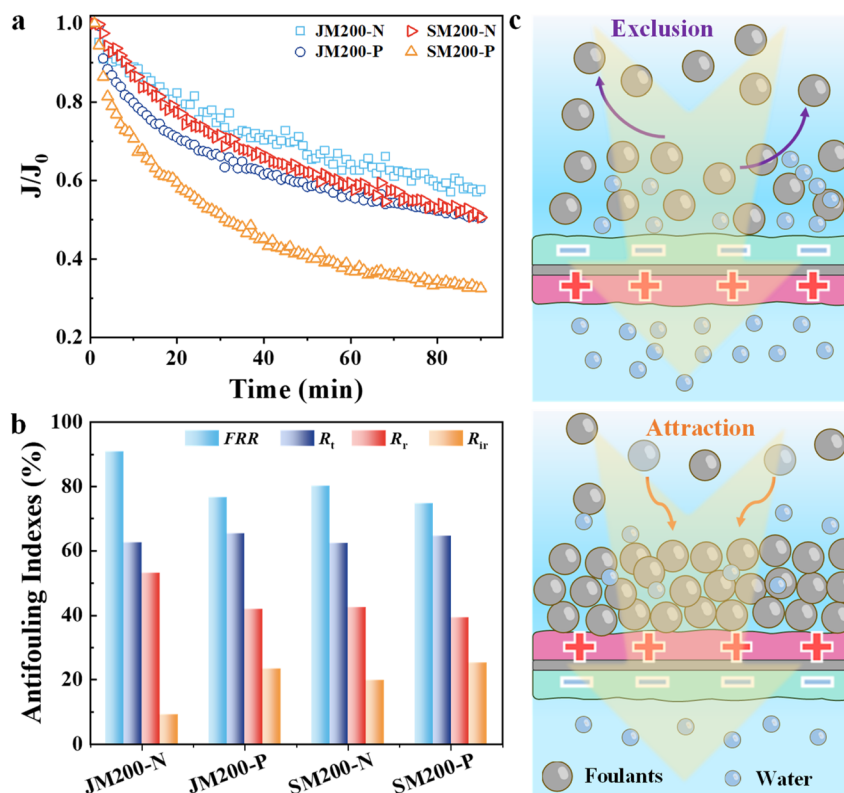 a
JM200-N
SM200-N
JM200-P
SM200-P
1.0
0.8
0.6
0.4
0.2
J/J0
0
20
40
60
80
Time (min)
b
FRR
Rt
Rr
Rir
100
80
60
40
20
0
Antifouling Indexes (%)
JM200-N
JM200-P
SM200-N
SM200-P
c
Exclusion
− − − −
+ + + +
Attraction
+ + + +
− − − −
Foulants
Water